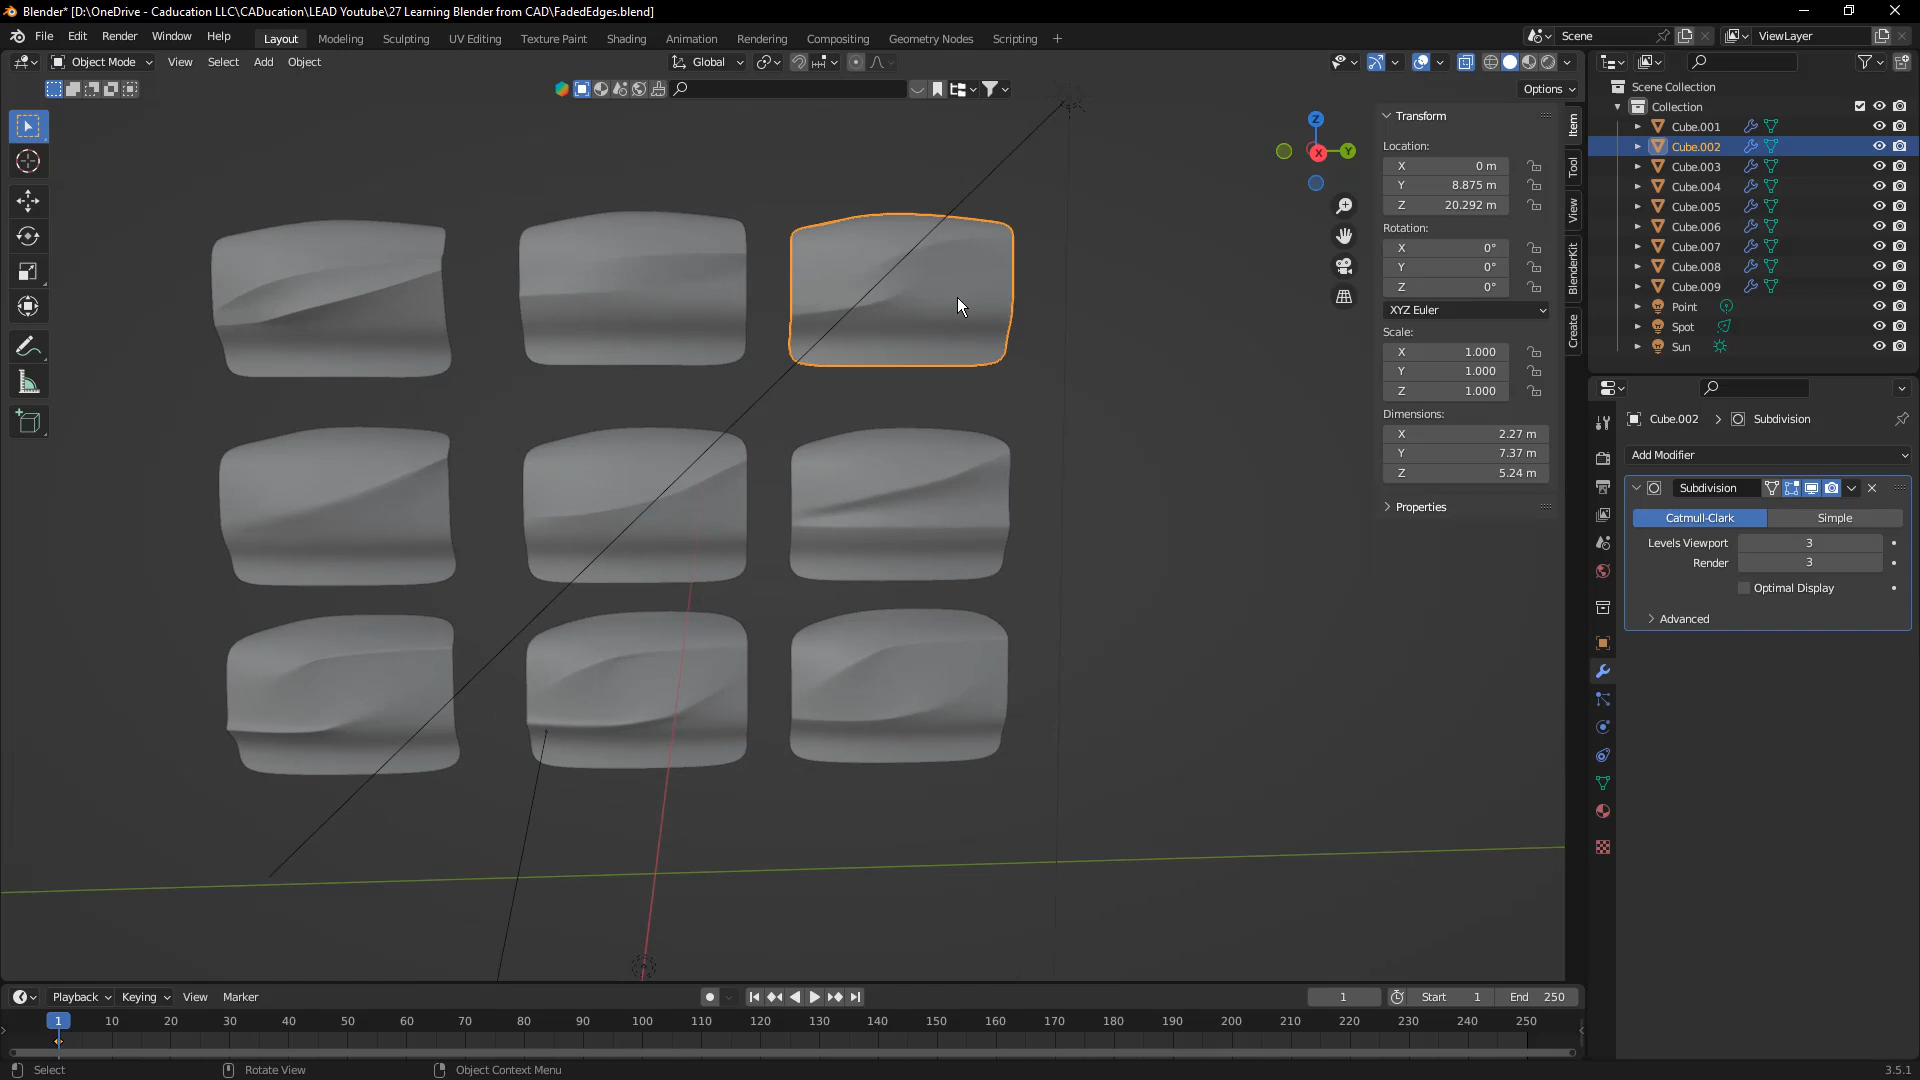 Blender* [D:\OneDrive - Caducation LLC\CADucation\LEAD Youtube\27 Learning Blender from CAD\FadedEdges.blend]
File Edit Render Window Help Layout Modeling Sculpting UV Editing Texture Paint Shading Animation Rendering Compositing Geometry Nodes Scripting + Scene ViewLayer
Object Mode View Select Add Object Global
Options
Transform
Location:
X 0 m
Y 8.875 m
Z 20.292 m
Rotation:
X 0°
Y 0°
Z 0°
XYZ Euler
Scale:
X 1.000
Y 1.000
Z 1.000
Dimensions:
X 2.27 m
Y 7.37 m
Z 5.24 m
Properties
Item
Tool
View
BlenderKit
Create
Z
X
Y
Scene Collection
Collection
Cube.001
Cube.002
Cube.003
Cube.004
Cube.005
Cube.006
Cube.007
Cube.008
Cube.009
Point
Spot
Sun
Cube.002 > Subdivision
Add Modifier
Subdivision
Catmull-Clark Simple
Levels Viewport 3
Render 3
Optimal Display
Advanced
Playback Keying View Marker 1 Start 1 End 250
1 10 20 30 40 50 60 70 80 90 100 110 120 130 140 150 160 170 180 190 200 210 220 230 240 250
Select Rotate View Object Context Menu 3.5.1